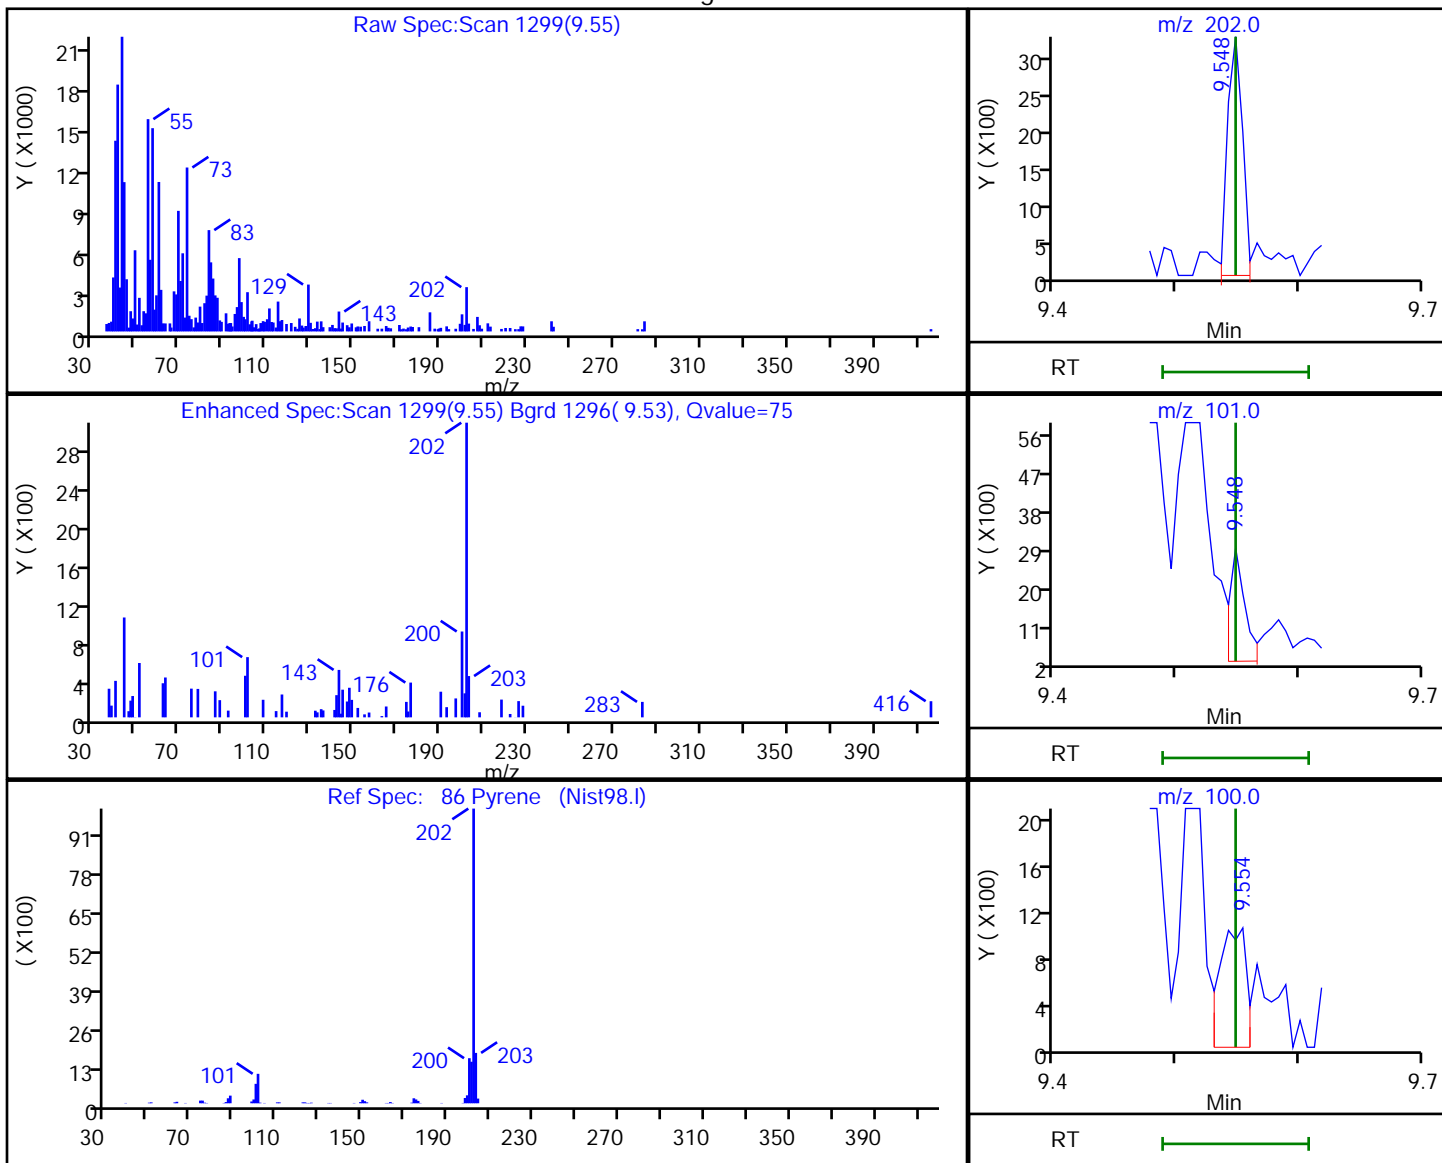 Raw Spec:Scan 1299(9.55)
Y ( X1000)
21
18
15
12
9
6
3
0
55
73
83
129
143
202
30 70 110 150 190 230 270 310 350 390
m/z
m/z 202.0
Y ( X100)
30
25
20
15
10
5
0
9.548
9.4 9.7
Min
RT
Enhanced Spec:Scan 1299(9.55) Bgrd 1296( 9.53), Qvalue=75
Y ( X100)
28
24
20
16
12
8
4
0
202
200
101
143
176
203
283
416
30 70 110 150 190 230 270 310 350 390
m/z
m/z 101.0
Y ( X100)
56
47
38
29
20
11
2
9.548
9.4 9.7
Min
RT
Ref Spec: 86 Pyrene (Nist98.l)
( X100)
91
78
65
52
39
26
13
0
202
200
203
101
30 70 110 150 190 230 270 310 350 390
m/z 100.0
Y ( X100)
20
16
12
8
4
0
9.554
9.4 9.7
Min
RT